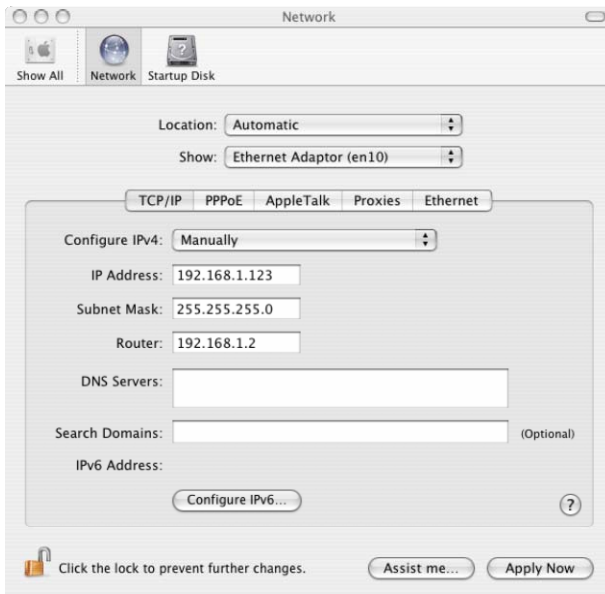 Network
Show All Network Startup Disk
Location: Automatic
Show: Ethernet Adaptor (en10)
TCP/IP PPPoE AppleTalk Proxies Ethernet
Configure IPv4: Manually
IP Address: 192.168.1.123
Subnet Mask: 255.255.255.0
Router: 192.168.1.2
DNS Servers:
Search Domains: (Optional)
IPv6 Address:
Configure IPv6...
?
Click the lock to prevent further changes. Assist me... Apply Now